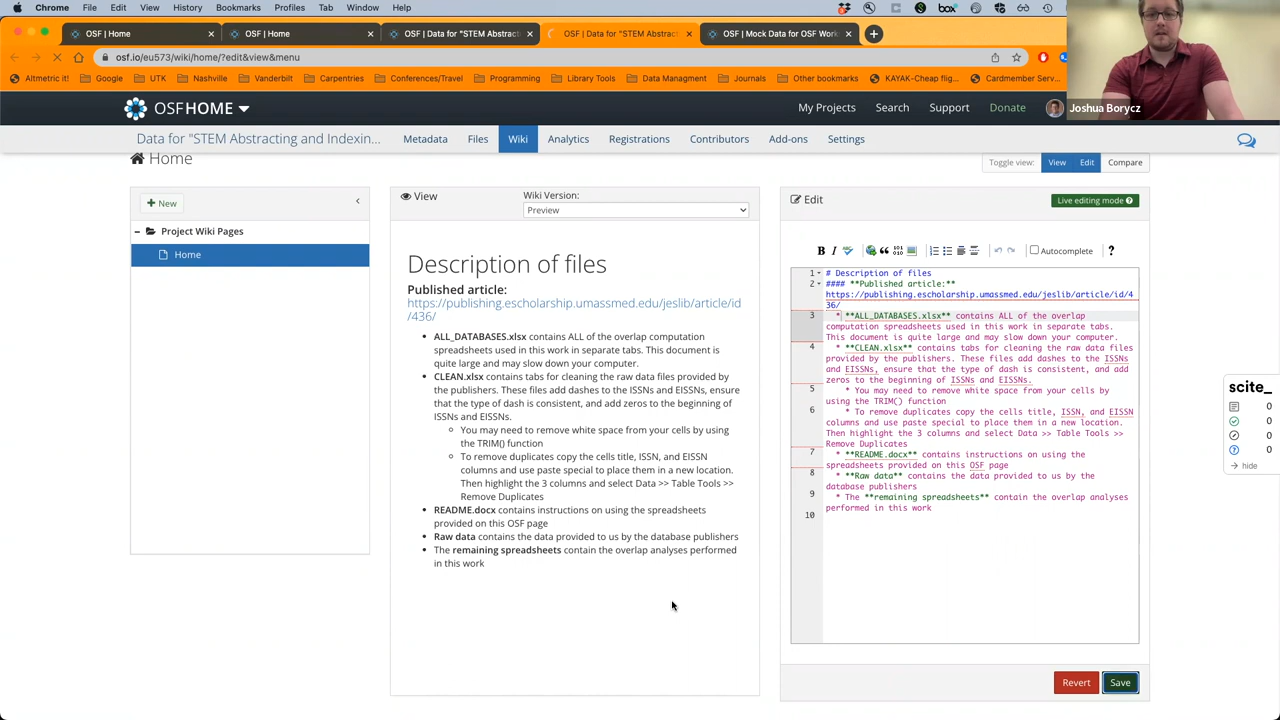 Chrome File Edit View History Bookmarks Profiles Tab Window Help
box
OSF | Home
OSF | Home
OSF | Data for "STEM Abstract
OSF | Data for "STEM Abstrac
OSF | Mock Data for OSF Work
osf.io/eu573/wiki/home/?edit&view&menu
Altmetric it! Google UTK Nashville Vanderbilt Carpentries Conferences/Travel Programming Library Tools Data Managment Journals Other bookmarks KAYAK-Cheap flig... Cardmember Serv...
Joshua Borycz
OSFHOME
My Projects Search Support Donate
Data for "STEM Abstracting and Indexin... Metadata Files Wiki Analytics Registrations Contributors Add-ons Settings
Home
Toggle view: View Edit Compare
+ New
Project Wiki Pages
Home
View
Wiki Version:
Preview
Description of files
Published article:
https://publishing.escholarship.umassmed.edu/jeslib/article/id
/436/
• ALL_DATABASES.xlsx contains ALL of the overlap computation
spreadsheets used in this work in separate tabs. This document is
quite large and may slow down your computer.
• CLEAN.xlsx contains tabs for cleaning the raw data files provided by
the publishers. These files add dashes to the ISSNs and EISSNs, ensure
that the type of dash is consistent, and add zeros to the beginning of
ISSNs and EISSNs.
◦ You may need to remove white space from your cells by using
the TRIM() function
◦ To remove duplicates copy the cells title, ISSN, and EISSN
columns and use paste special to place them in a new location.
Then highlight the 3 columns and select Data >> Table Tools >>
Remove Duplicates
• README.docx contains instructions on using the spreadsheets
provided on this OSF page
• Raw data contains the data provided to us by the database publishers
• The remaining spreadsheets contain the overlap analyses performed
in this work
Edit
Live editing mode
Autocomplete ?
1 # Description of files
2 #### **Published article:**
https://publishing.escholarship.umassmed.edu/jeslib/article/id/4
36/
3 * **ALL_DATABASES.xlsx** contains ALL of the overlap
computation spreadsheets used in this work in separate tabs.
This document is quite large and may slow down your computer.
4 * **CLEAN.xlsx** contains tabs for cleaning the raw data files
provided by the publishers. These files add dashes to the ISSNs
and EISSNs, ensure that the type of dash is consistent, and add
zeros to the beginning of ISSNs and EISSNs.
5 * You may need to remove white space from your cells by
using the TRIM() function
6 * To remove duplicates copy the cells title, ISSN, and EISSN
columns and use paste special to place them in a new location.
Then highlight the 3 columns and select Data >> Table Tools >>
Remove Duplicates
7 * **README.docx** contains instructions on using the
spreadsheets provided on this OSF page
8 * **Raw data** contains the data provided to us by the
database publishers
9 * The **remaining spreadsheets** contain the overlap analyses
performed in this work
10
Revert Save
scite_
0
0
0
0
hide